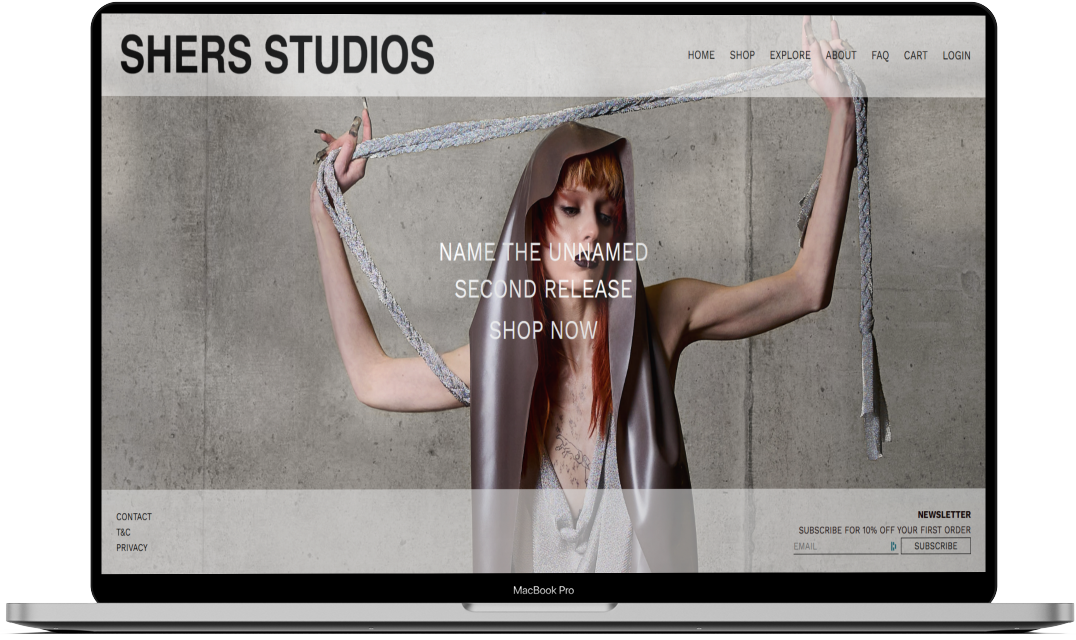 SHERS STUDIOS
HOME SHOP EXPLORE ABOUT FAQ CART LOGIN
NAME THE UNNAMED
SECOND RELEASE
SHOP NOW
CONTACT
T&C
PRIVACY
NEWSLETTER
SUBSCRIBE FOR 10% OFF YOUR FIRST ORDER
EMAIL SUBSCRIBE
MacBook Pro